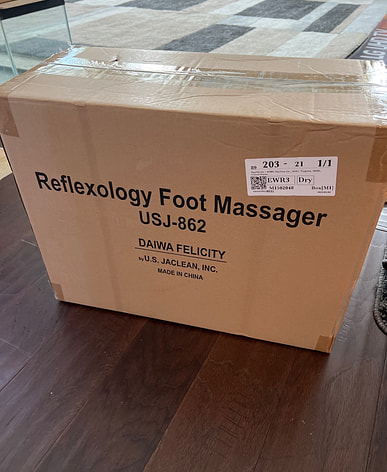 203 - 21 1/1
EWR3 Dry
Box[M]
Reflexology Foot Massager
USJ-862
DAIWA FELICITY
by U.S. JACLEAN, INC.
MADE IN CHINA